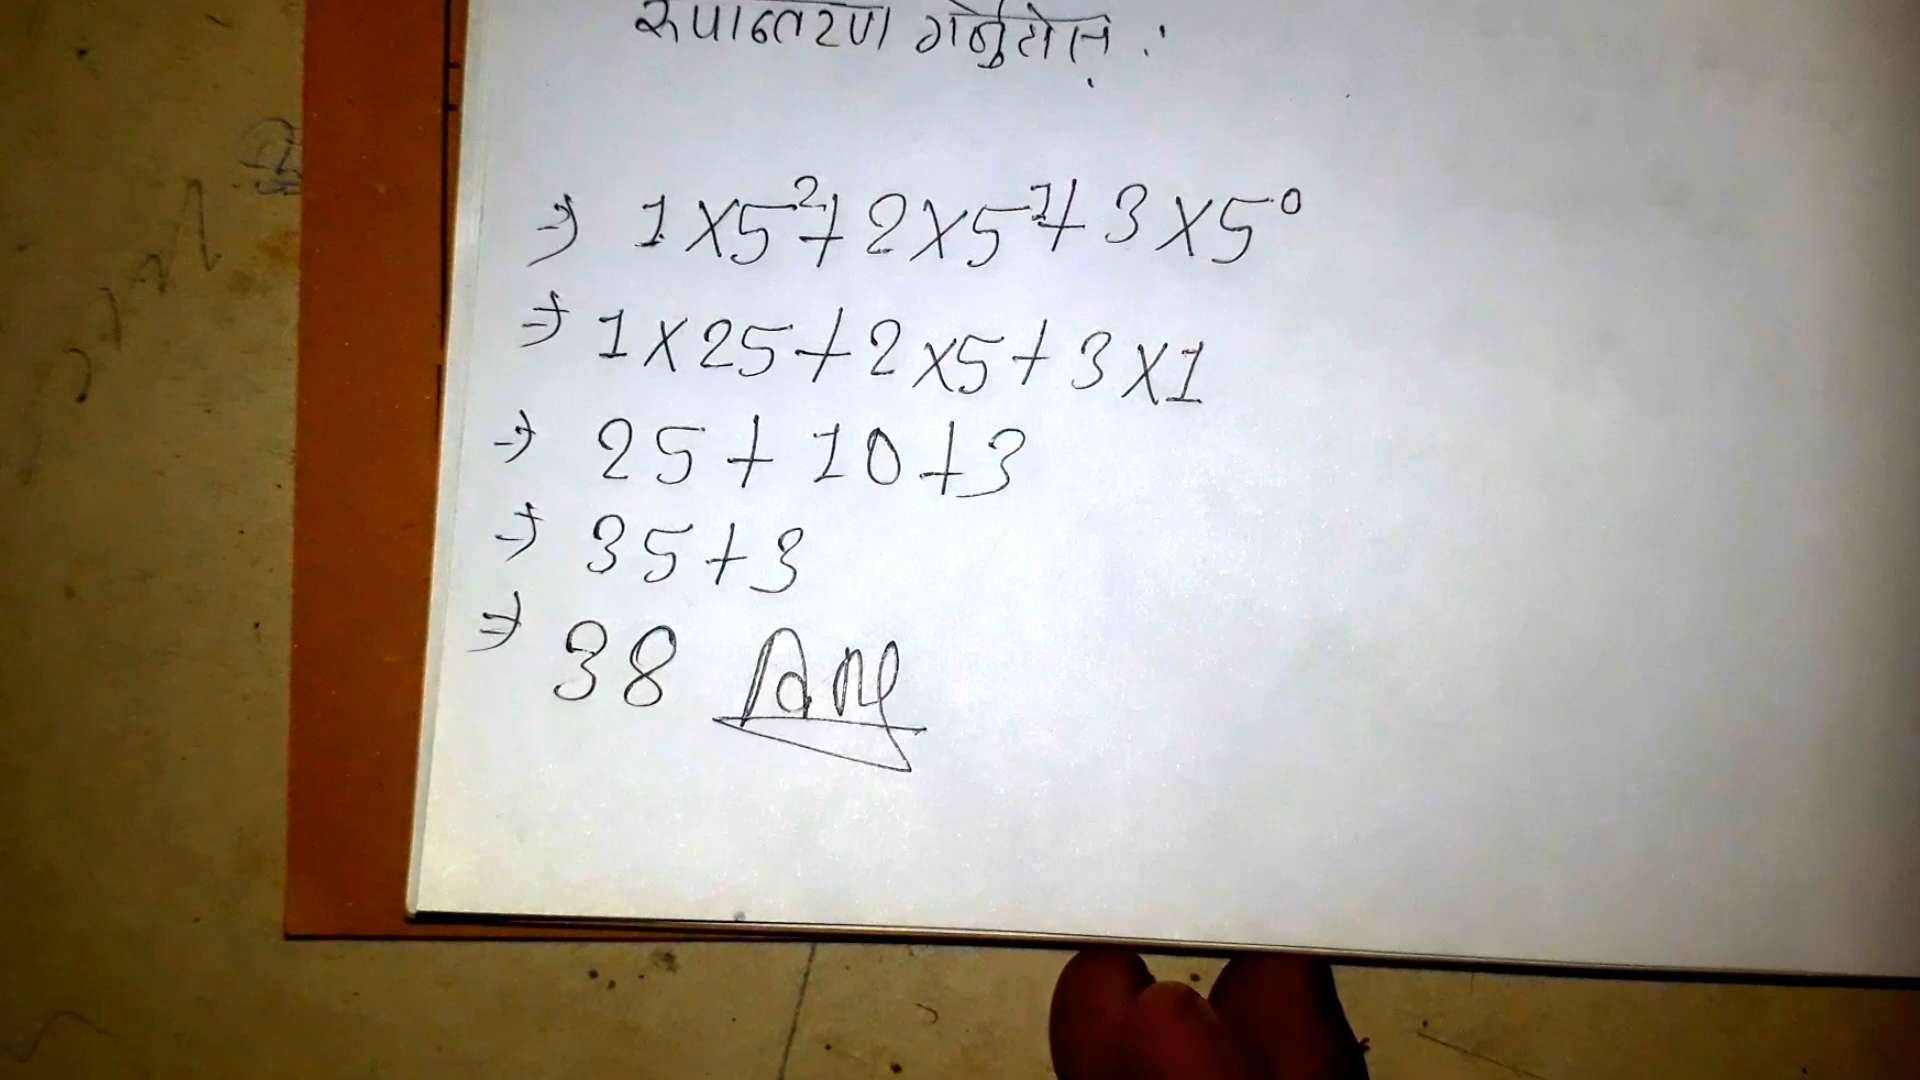 रुपान्तरण गर्नुहोस् :
→ 1×5²+2×5¹+3×5⁰
⇒ 1×25+2×5+3×1
→ 25+10+3
→ 35+3
⇒ 38 Ans